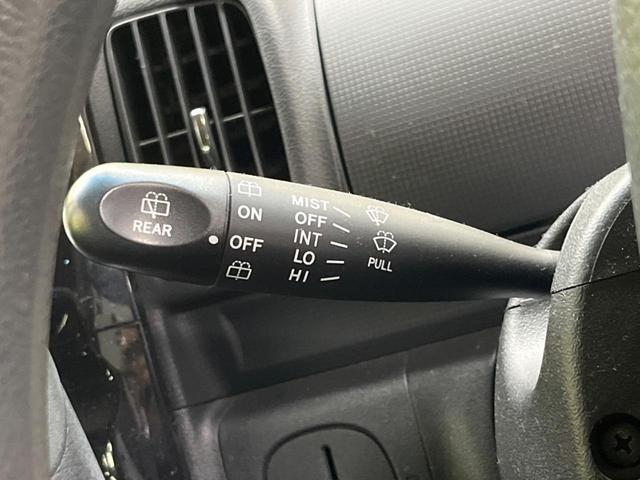 REAR
ON
OFF
MIST
OFF
INT
LO
HI
PULL